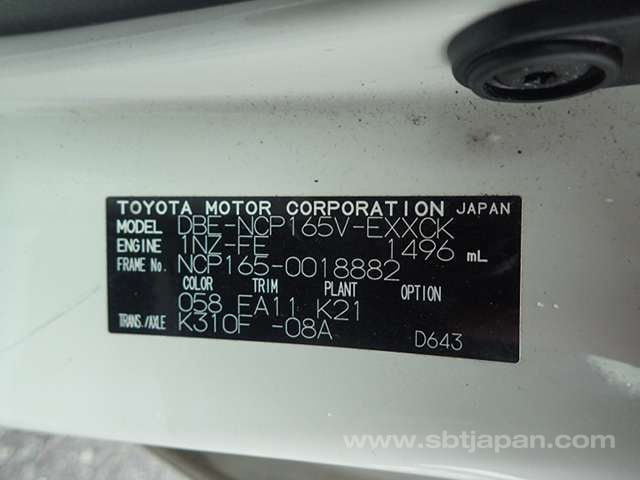 TOYOTA MOTOR CORPORATION JAPAN
MODEL DBE-NCP165V-EXXCK
ENGINE 1NZ-FE 1496 mL
FRAME No. NCP165-0018882
COLOR TRIM PLANT OPTION
058 FA11 K21
TRANS./AXLE K310F -08A
D643
www.sbtjapan.com